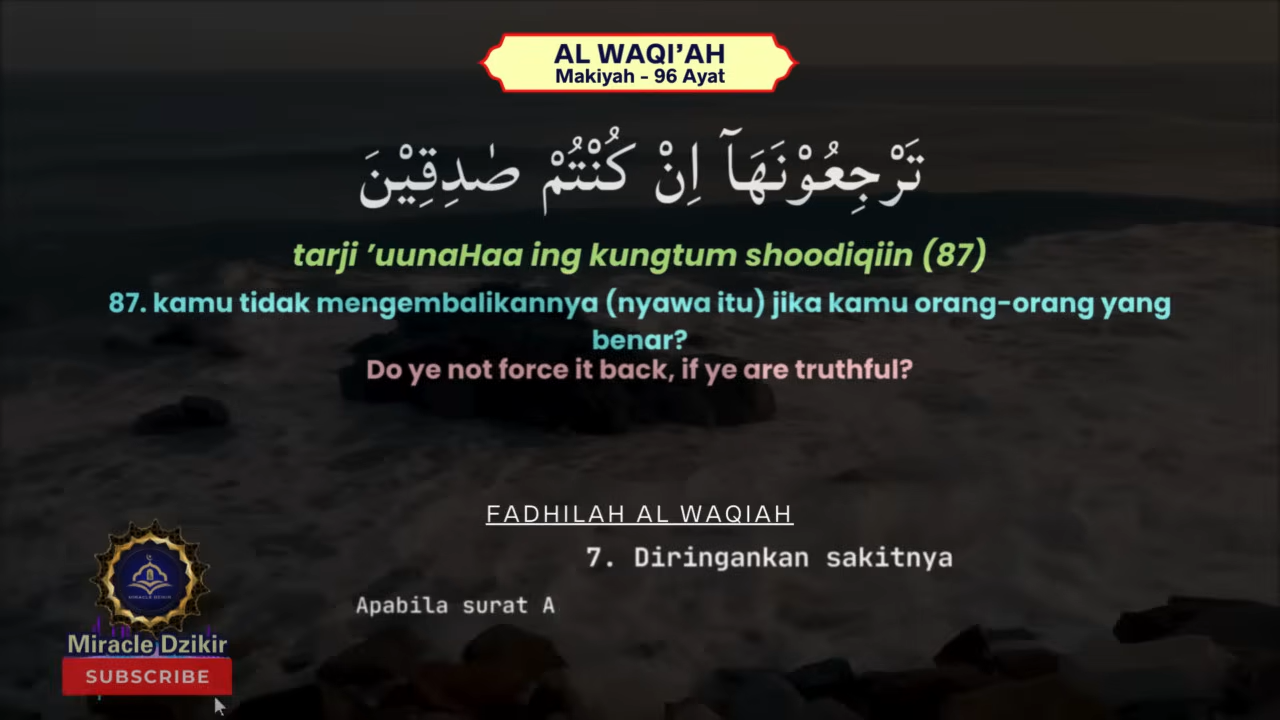 AL WAQI’AH
Makiyah - 96 Ayat
تَرْجِعُوْنَهَآ اِنْ كُنْتُمْ صٰدِقِيْنَ
tarji ’uunaHaa ing kungtum shoodiqiin (87)
87. kamu tidak mengembalikannya (nyawa itu) jika kamu orang-orang yang
benar?
Do ye not force it back, if ye are truthful?
FADHILAH AL WAQIAH
7. Diringankan sakitnya
Apabila surat A
MIRACLE DZIKIR
Miracle Dzikir
SUBSCRIBE